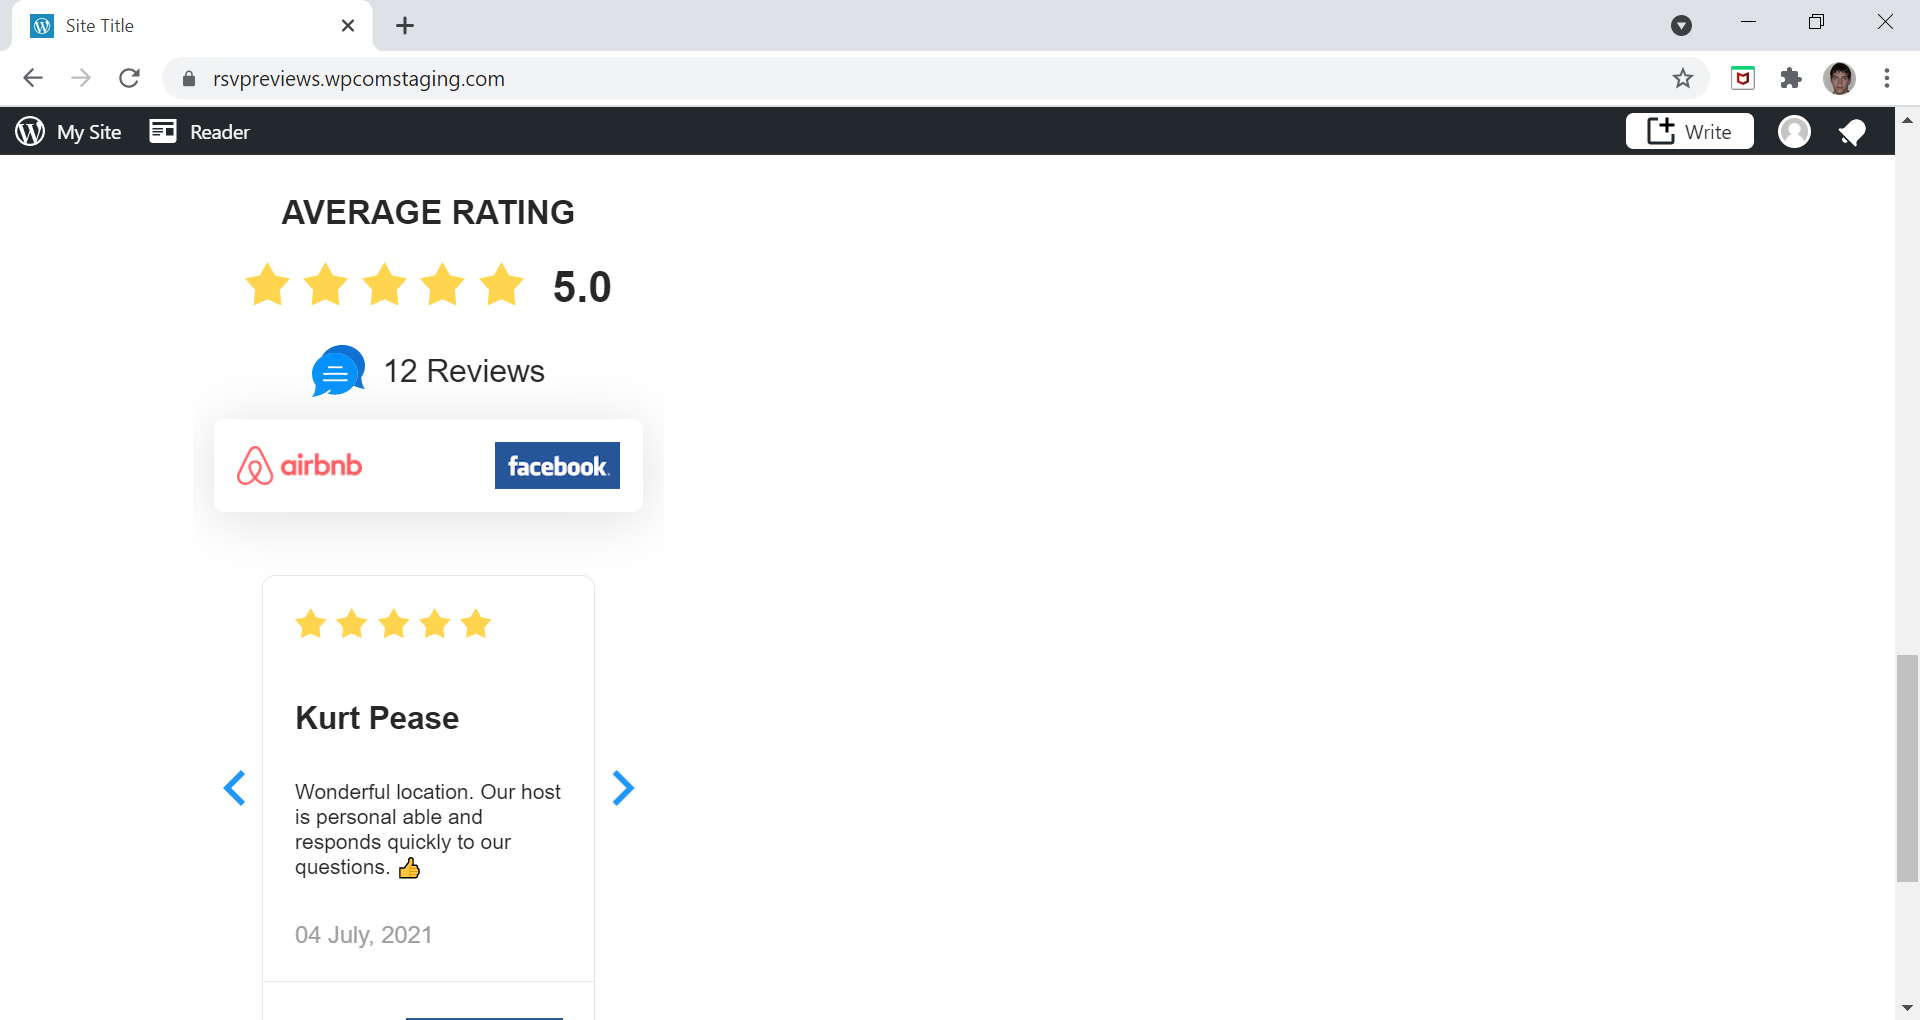 Site Title
rsvpreviews.wpcomstaging.com
My Site
Reader
Write
AVERAGE RATING
5.0
12 Reviews
airbnb
facebook.
Kurt Pease
Wonderful location. Our host
is personal able and
responds quickly to our
questions. 👍
04 July, 2021